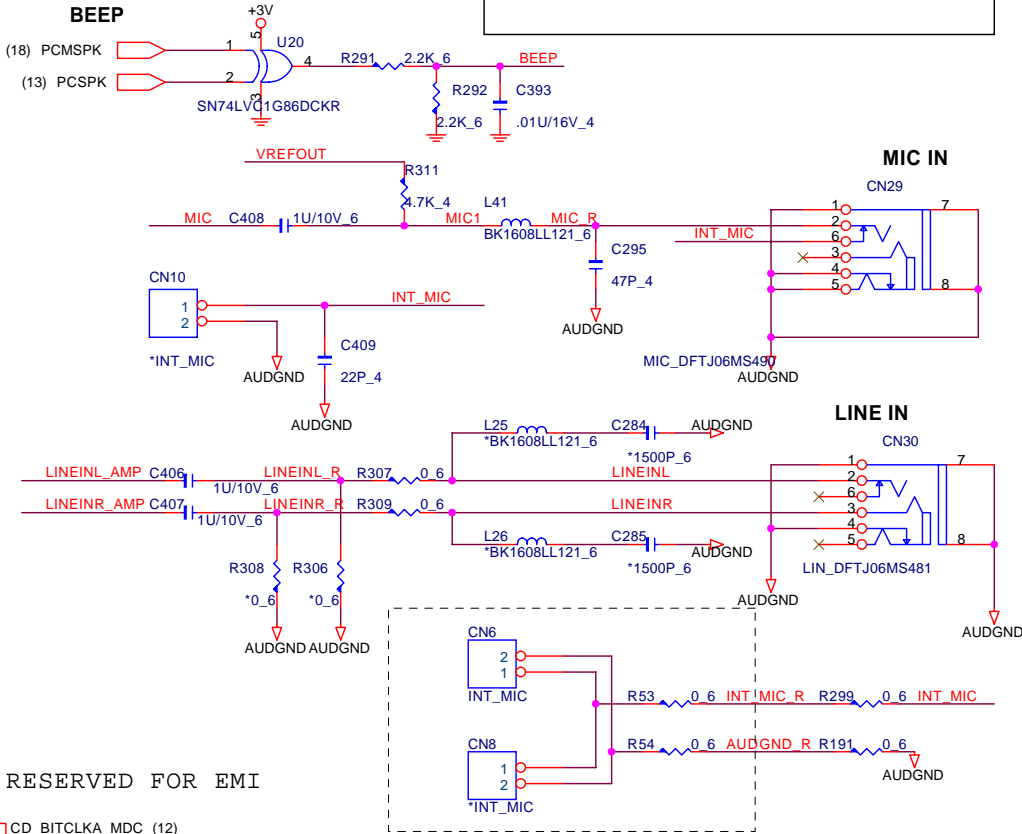 BEEP
+3V
(18) PCMSPK
1
5
U20
4
R291
2.2K_6
BEEP
(13) PCSPK
2
3
SN74LVC1G86DCKR
R292
2.2K_6
C393
.01U/16V_4
VREFOUT
R311
4.7K_4
MIC IN
CN29
MIC
C408
1U/10V_6
MIC1
L41
BK1608LL121_6
MIC_R
INT_MIC
1
2
6
3
4
5
7
8
C295
47P_4
AUDGND
MIC_DFTJ06MS490
AUDGND
CN10
1
2
*INT_MIC
INT_MIC
AUDGND
C409
22P_4
AUDGND
LINE IN
CN30
L25
*BK1608LL121_6
C284
*1500P_6
AUDGND
LINEINL_AMP
C406
1U/10V_6
LINEINL_R
R307
0_6
LINEINL
LINEINR_AMP
C407
1U/10V_6
LINEINR_R
R309
0_6
LINEINR
1
2
6
3
4
5
7
8
L26
*BK1608LL121_6
C285
*1500P_6
AUDGND
LIN_DFTJ06MS481
AUDGND
AUDGND
R308
*0_6
R306
*0_6
AUDGND
AUDGND
CN6
2
1
INT_MIC
R53
0_6
INT_MIC_R
R299
0_6
INT_MIC
CN8
1
2
*INT_MIC
R54
0_6
AUDGND_R
R191
0_6
AUDGND
RESERVED FOR EMI
CD_BITCLKA_MDC (12)